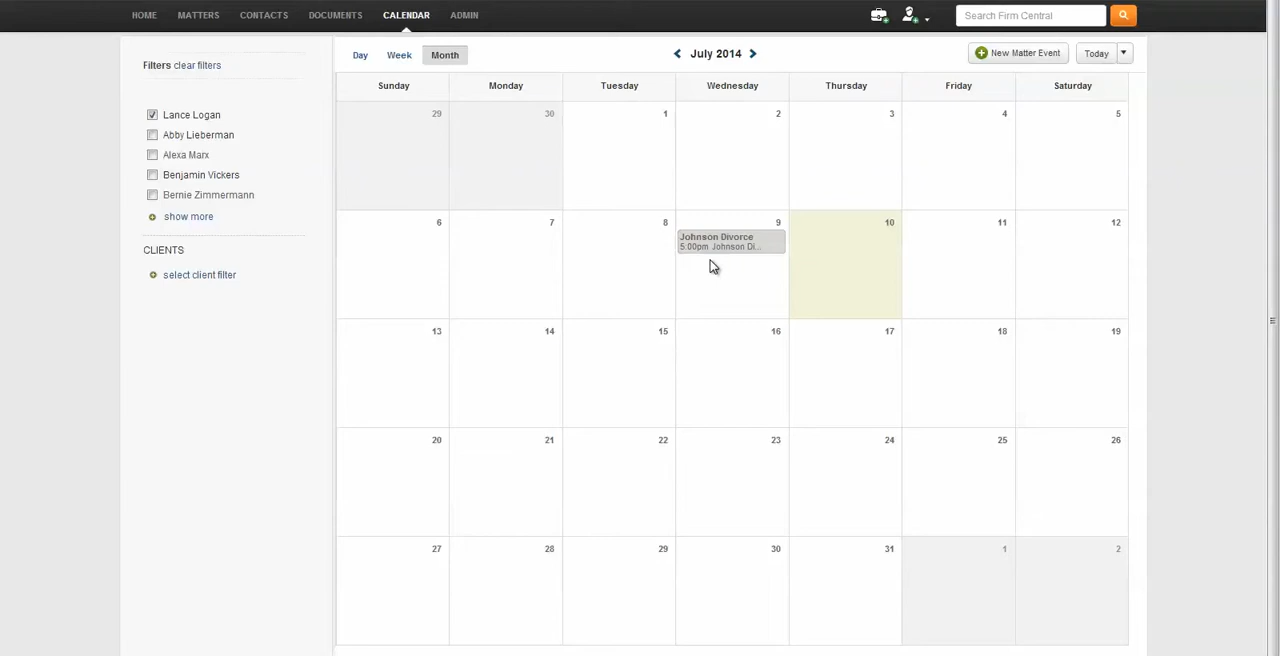 HOME MATTERS CONTACTS DOCUMENTS CALENDAR ADMIN Search Firm Central
Filters clear filters
Lance Logan
Abby Lieberman
Alexa Marx
Benjamin Vickers
Bernie Zimmermann
show more
CLIENTS
select client filter
Day Week Month July 2014 New Matter Event Today
Sunday Monday Tuesday Wednesday Thursday Friday Saturday
29 30 1 2 3 4 5
6 7 8 9 10 11 12
Johnson Divorce
5:00pm Johnson Di...
13 14 15 16 17 18 19
20 21 22 23 24 25 26
27 28 29 30 31 1 2